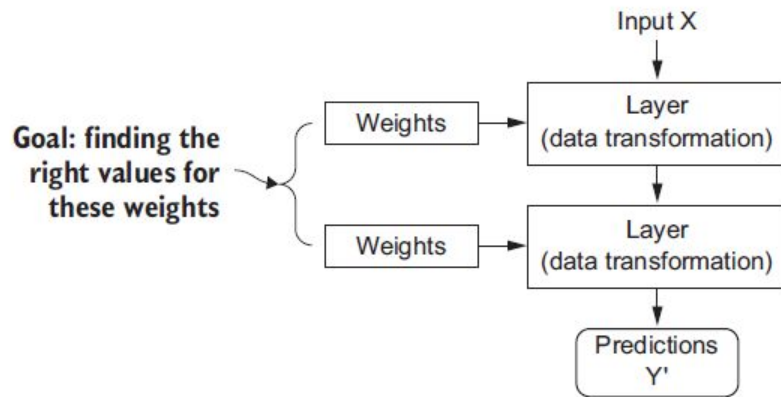 Input X
Goal: finding the
right values for
these weights
Weights
Layer
(data transformation)
Weights
Layer
(data transformation)
Predictions
Y'